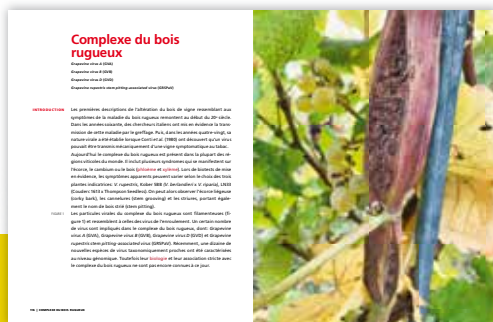 Complexe du bois
rugueux
Grapevine virus A (GVA)
Grapevine virus B (GVB)
Grapevine virus D (GVD)
Grapevine rupestris stem pitting-associated virus (GRSPaV)
INTRODUCTION Les premières descriptions de l'altération du bois de vigne ressemblant aux
symptômes de la maladie du bois rugueux remontent au début du 20e siècle.
Dans les années soixante, des chercheurs italiens ont mis en évidence la trans-
mission de cette maladie par le greffage. Puis, dans les années quatre-vingt, sa
nature virale a été établie lorsque Conti et al. (1980) ont découvert qu'un virus
pouvait être transmis mécaniquement d'une vigne symptomatique au tabac.
Aujourd'hui le complexe du bois rugueux est présent dans la plupart des ré-
gions viticoles du monde. Il inclut plusieurs syndromes qui se manifestent sur
l'écorce, le cambium ou le bois (phloème et xylème). Lors de biotests de mise
en évidence, les symptômes apparents peuvent varier selon le choix des trois
plantes indicatrices: V. rupestris, Kober 5BB (V. berlandieri x V. riparia), LN33
(Couderc 1613 x Thompson Seedless). On peut alors observer l'écorce liégeuse
(corky bark), les cannelures (stem grooving) et les striures, portant égale-
ment le nom de bois strié (stem pitting).
FIGURE 1 Les particules virales du complexe du bois rugueux sont filamenteuses (fi-
gure 1) et ressemblent à celles des virus de l'enroulement. Un certain nombre
de virus sont impliqués dans le complexe du bois rugueux, dont: Grapevine
virus A (GVA), Grapevine virus B (GVB), Grapevine virus D (GVD) et Grapevine
rupestris stem pitting-associated virus (GRSPaV). Récemment, une dizaine de
nouvelles espèces de virus taxonomiquement proches ont été caractérisées
au niveau génomique. Toutefois leur biologie et leur association stricte avec
le complexe du bois rugueux ne sont pas encore connues à ce jour.
COMPLEXE DU BOIS RUGUEUX